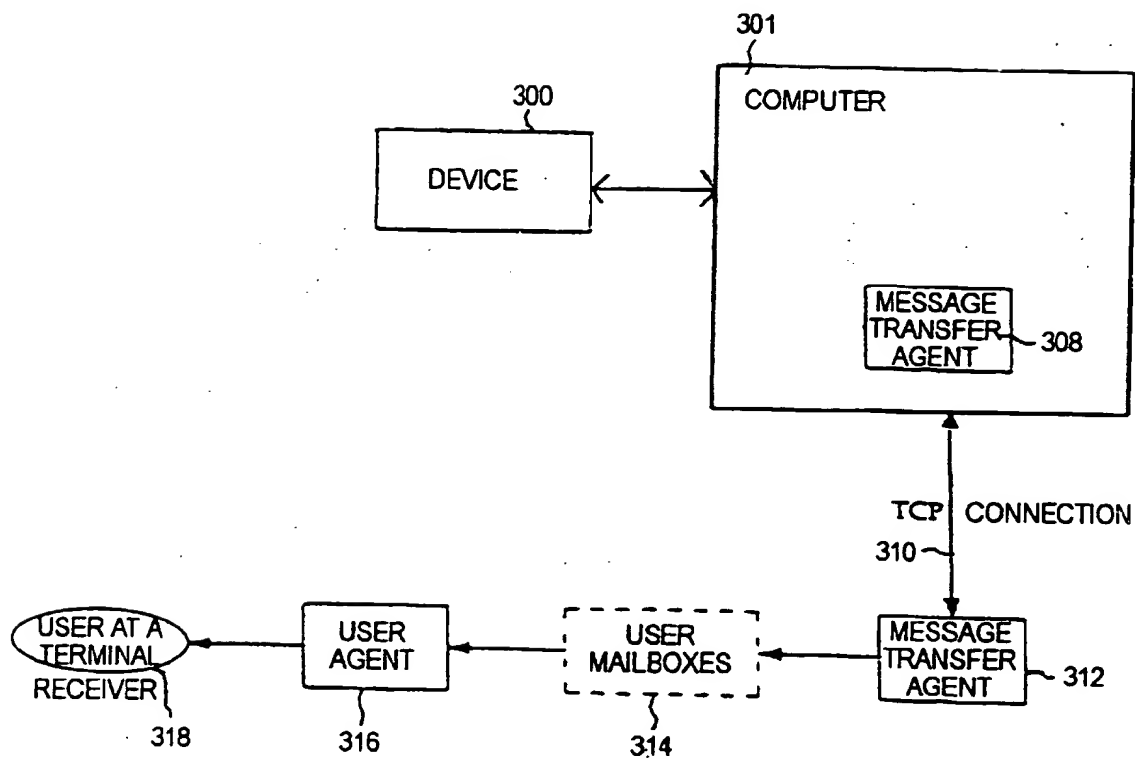 301
COMPUTER
300
DEVICE
MESSAGE
TRANSFER
AGENT
308
TCP CONNECTION
310
USER AT A
TERMINAL
RECEIVER
318
USER
AGENT
316
USER
MAILBOXES
314
MESSAGE
TRANSFER
AGENT
312